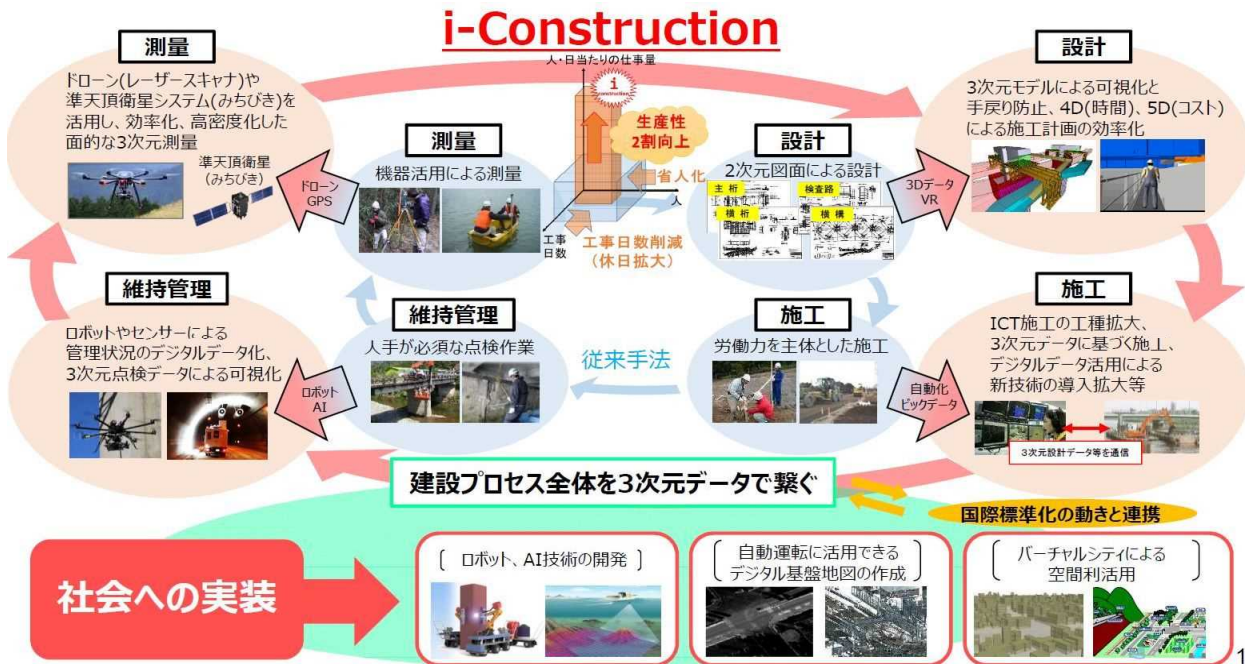 i-Construction
測量
ドローン(レーザースキャナ)や
準天頂衛星システム(みちびき)を
活用し、効率化、高密度化した
面的な3次元測量
準天頂衛星
(みちびき)
ドローン
GPS
測量
機器活用による測量
人・日当たりの仕事量
i
construction
生産性
2割向上
省人化
人
工事
日数
工事日数削減
(休日拡大)
設計
2次元図面による設計
主桁
検査路
横桁
横構
3Dデータ
VR
設計
3次元モデルによる可視化と
手戻り防止、4D(時間)、5D(コスト)
による施工計画の効率化
維持管理
ロボットやセンサーによる
管理状況のデジタルデータ化、
3次元点検データによる可視化
ロボット
AI
維持管理
人手が必須な点検作業
従来手法
施工
労働力を主体とした施工
自動化
ビックデータ
施工
ICT施工の工種拡大、
3次元データに基づく施工、
デジタルデータ活用による
新技術の導入拡大等
3次元設計データ等を通信
建設プロセス全体を3次元データで繋ぐ
国際標準化の動きと連携
社会への実装
[ ロボット、AI技術の開発 ]
[ 自動運転に活用できる
デジタル基盤地図の作成 ]
[ バーチャルシティによる
空間利活用 ]
1